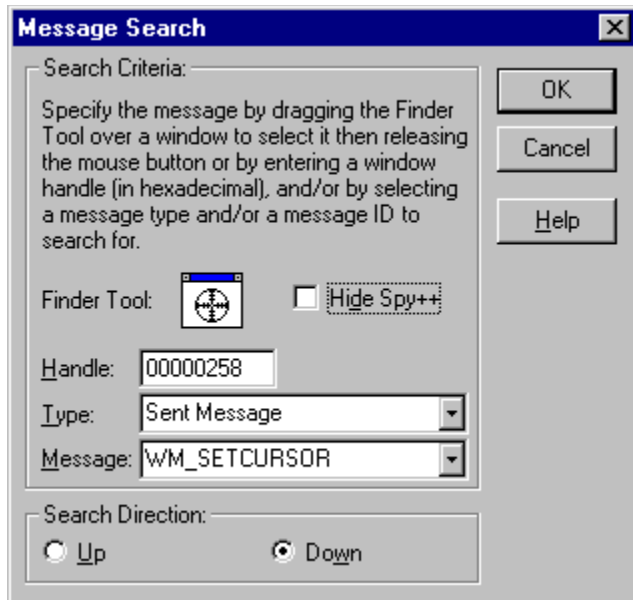 Message Search
Search Criteria:
Specify the message by dragging the Finder
Tool over a window to select it then releasing
the mouse button or by entering a window
handle (in hexadecimal), and/or by selecting
a message type and/or a message ID to
search for.
Finder Tool:
Hide Spy++
Handle: 00000258
Type: Sent Message
Message: WM_SETCURSOR
Search Direction:
Up
Down
OK
Cancel
Help